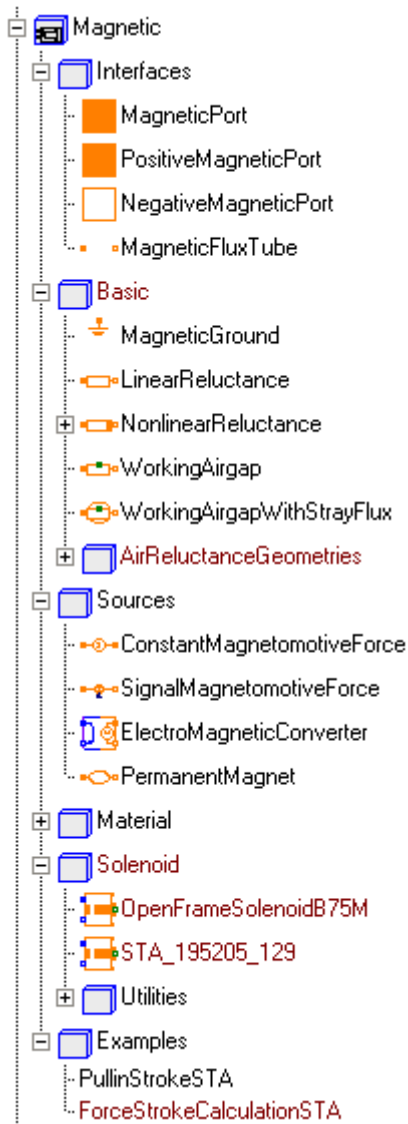 Magnetic
Interfaces
MagneticPort
PositiveMagneticPort
NegativeMagneticPort
MagneticFluxTube
Basic
MagneticGround
LinearReluctance
NonlinearReluctance
WorkingAirgap
WorkingAirgapWithStrayFlux
AirReluctanceGeometries
Sources
ConstantMagnetomotiveForce
SignalMagnetomotiveForce
ElectroMagneticConverter
PermanentMagnet
Material
Solenoid
OpenFrameSolenoidB75M
STA_195205_129
Utilities
Examples
PullinStrokeSTA
ForceStrokeCalculationSTA